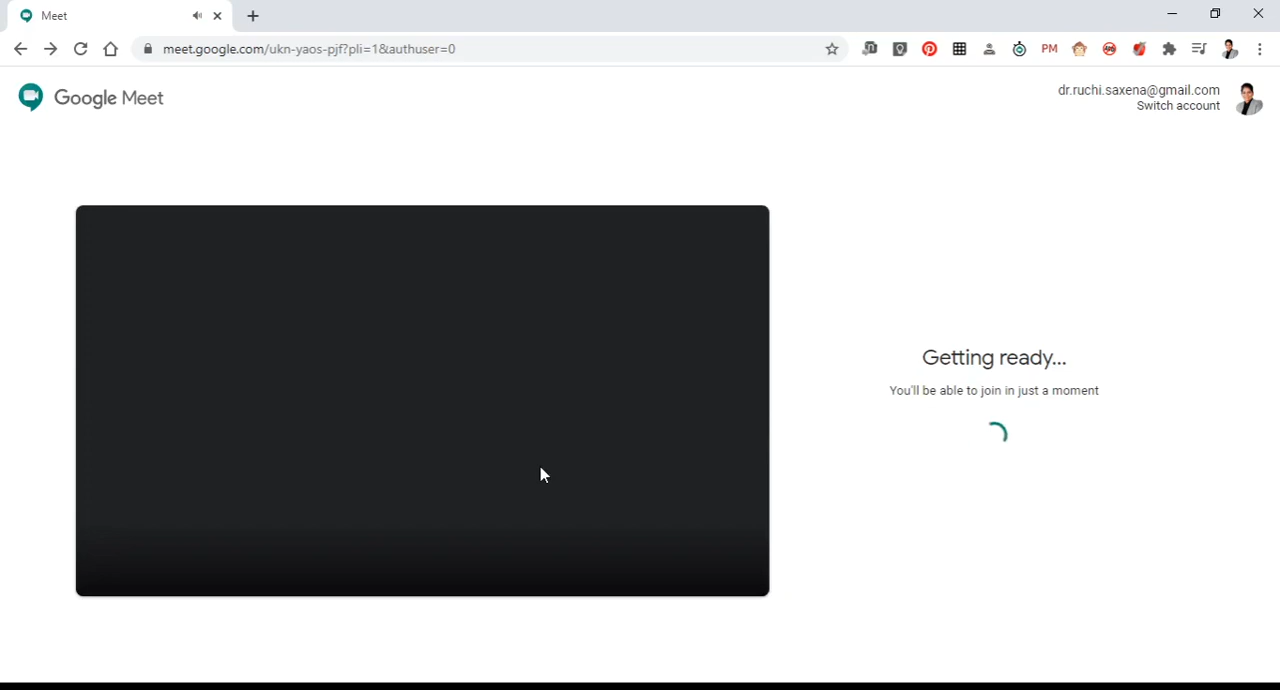 Meet
meet.google.com/ukn-yaos-pjf?pli=1&authuser=0
PM
Google Meet
dr.ruchi.saxena@gmail.com
Switch account
Getting ready...
You'll be able to join in just a moment